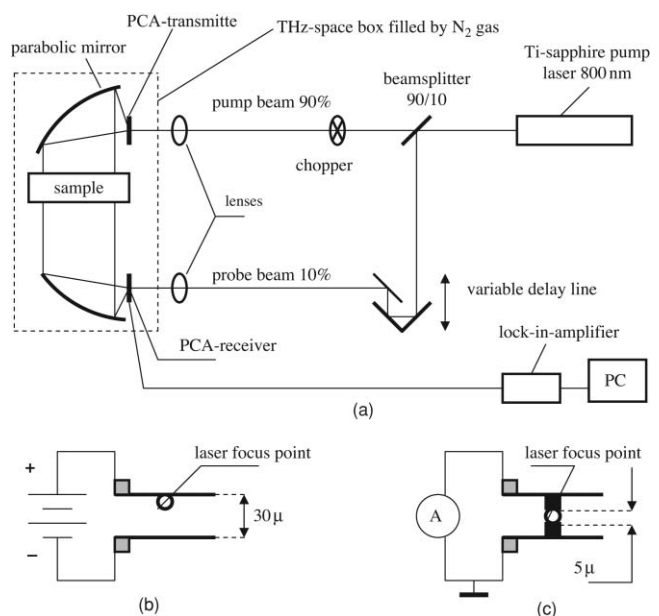 PCA-transmitte
parabolic mirror
THz-space box filled by N₂ gas
Ti-sapphire pump
laser 800 nm
beamsplitter
90/10
pump beam 90%
chopper
sample
lenses
probe beam 10%
variable delay line
PCA-receiver
lock-in-amplifier
PC
(a)
+
laser focus point
30 μ
–
(b)
laser focus point
A
5 μ
(c)